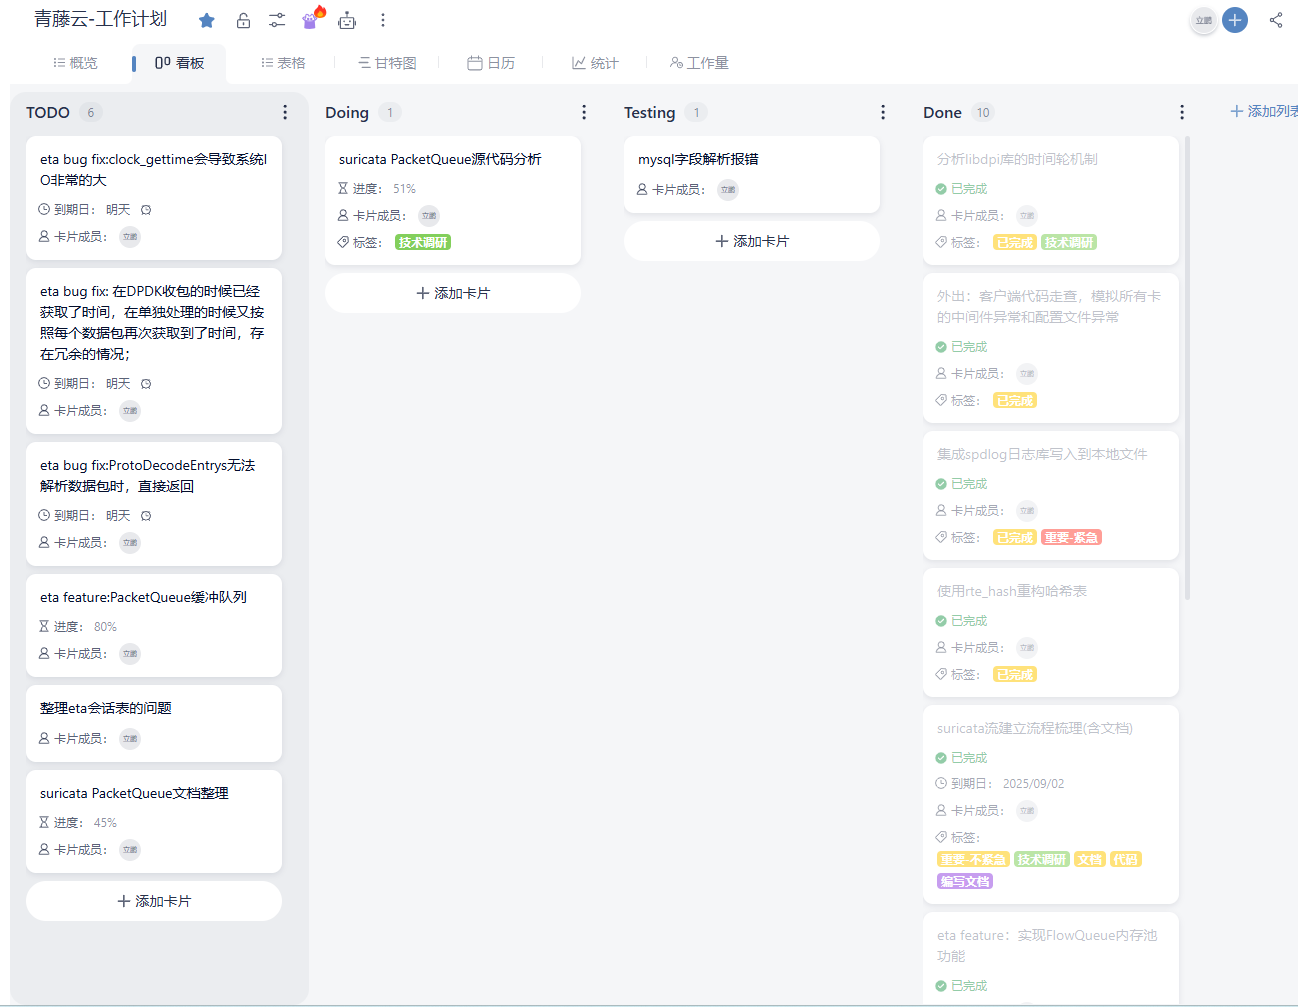 青藤云-工作计划
立鹏
概览
看板
表格
甘特图
日历
统计
工作量
TODO 6
eta bug fix:clock_gettime会导致系统I
O非常的大
到期日： 明天
卡片成员： 立鹏
eta bug fix: 在DPDK收包的时候已经
获取了时间，在单独处理的时候又按
照每个数据包再次获取到了时间，存
在冗余的情况；
到期日： 明天
卡片成员： 立鹏
eta bug fix:ProtoDecodeEntrys无法
解析数据包时，直接返回
到期日： 明天
卡片成员： 立鹏
eta feature:PacketQueue缓冲队列
进度： 80%
卡片成员： 立鹏
整理eta会话表的问题
卡片成员： 立鹏
suricata PacketQueue文档整理
进度： 45%
卡片成员： 立鹏
添加卡片
Doing 1
suricata PacketQueue源代码分析
进度： 51%
卡片成员： 立鹏
标签： 技术调研
添加卡片
Testing 1
mysql字段解析报错
卡片成员： 立鹏
添加卡片
Done 10
分析libdpi库的时间轮机制
已完成
卡片成员： 立鹏
标签： 已完成 技术调研
外出：客户端代码走查，模拟所有卡
的中间件异常和配置文件异常
已完成
卡片成员： 立鹏
标签： 已完成
集成spdlog日志库写入到本地文件
已完成
卡片成员： 立鹏
标签： 已完成 重要-紧急
使用rte_hash重构哈希表
已完成
卡片成员： 立鹏
标签： 已完成
suricata流建立流程梳理(含文档)
已完成
到期日： 2025/09/02
卡片成员： 立鹏
标签：
重要-不紧急 技术调研 文档 代码
编写文档
eta feature：实现FlowQueue内存池
功能
已完成
添加列表